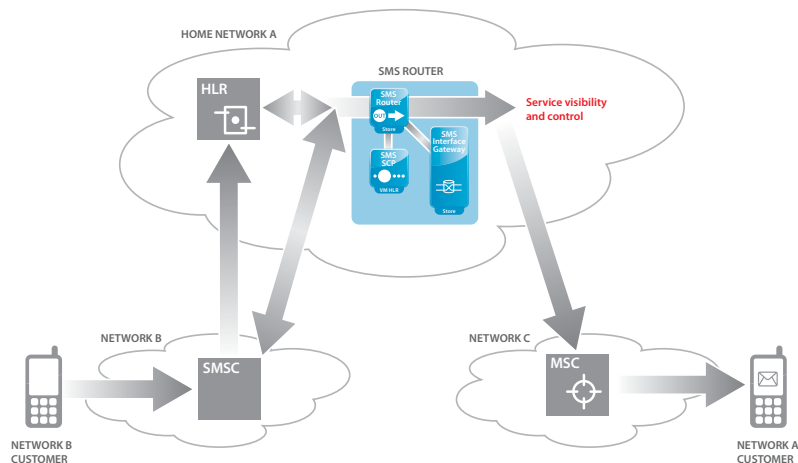 HOME NETWORK A
SMS ROUTER
HLR
SMS
Router
OUT
Store
Service visibility
and control
SMS
Interface
Gateway
SMS
SCP
VM-HLR
Store
NETWORK B
NETWORK C
SMSC
MSC
NETWORK B
CUSTOMER
NETWORK A
CUSTOMER